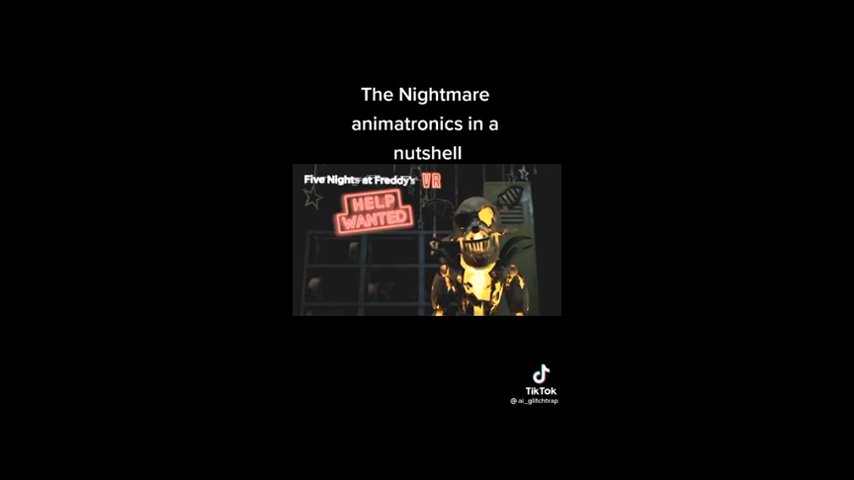 The Nightmare
animatronics in a
nutshell
Five Nights at Freddy's VR
HELP
WANTED
TikTok
@ai_glitchtrap